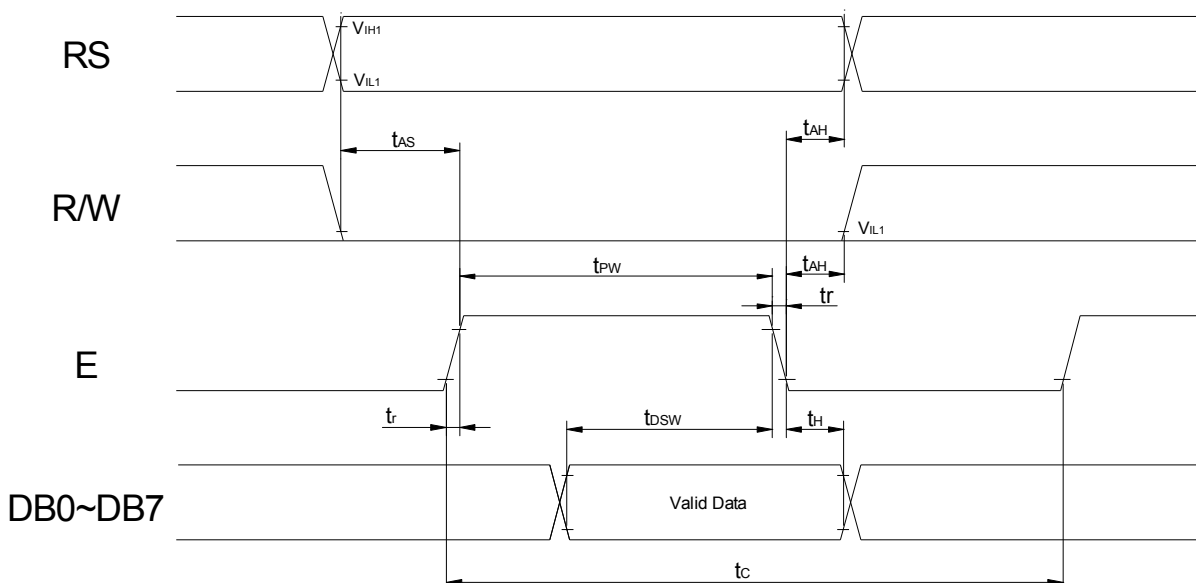 RS
VIH1
VIL1
tAS
tAH
R/W
VIL1
tPW
tAH
tr
E
tr
tDSW
tH
DB0~DB7
Valid Data
tC